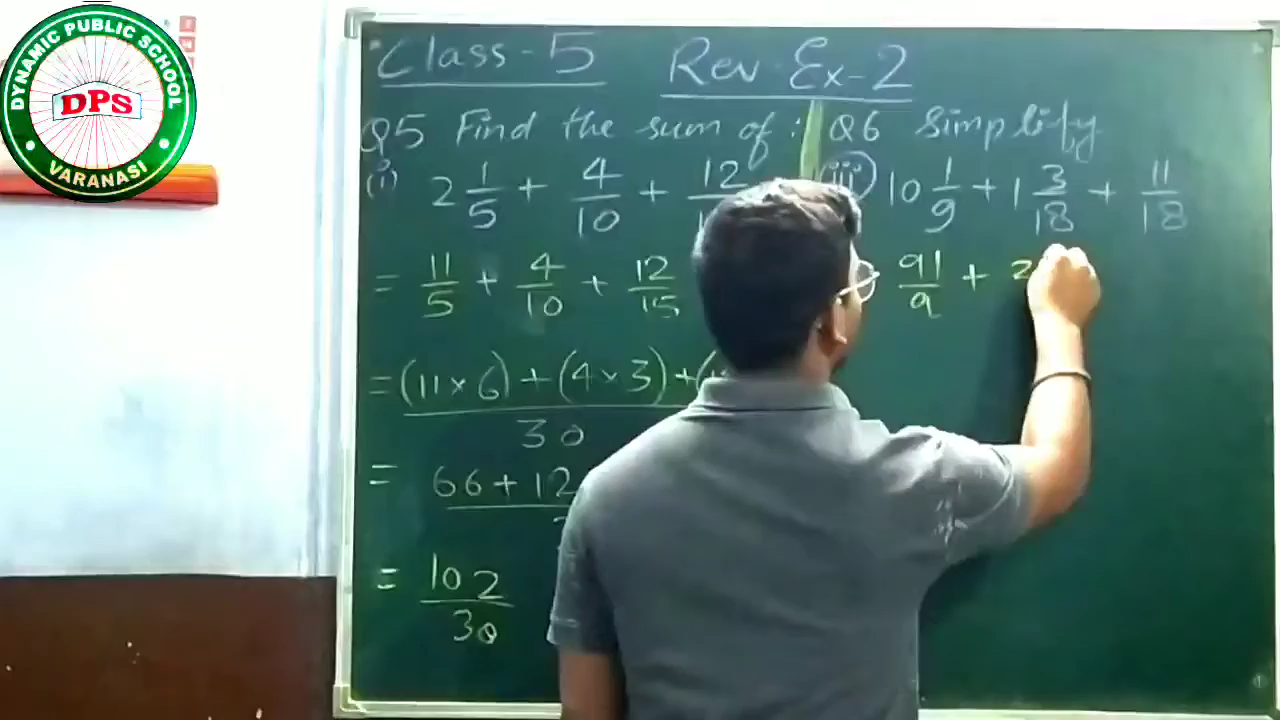 DYNAMIC PUBLIC SCHOOL
DPS
VARANASI
Class-5 Rev. Ex-2
Q5 Find the sum of :
(i) 2 1/5 + 4/10 + 12/
= 11/5 + 4/10 + 12/15
= (11×6) + (4×3) + ( / 30
= 66+12
= 102/30
Q6 Simplify
(iii) 10 1/9 + 1 3/18 + 11/18
91/9 + 2